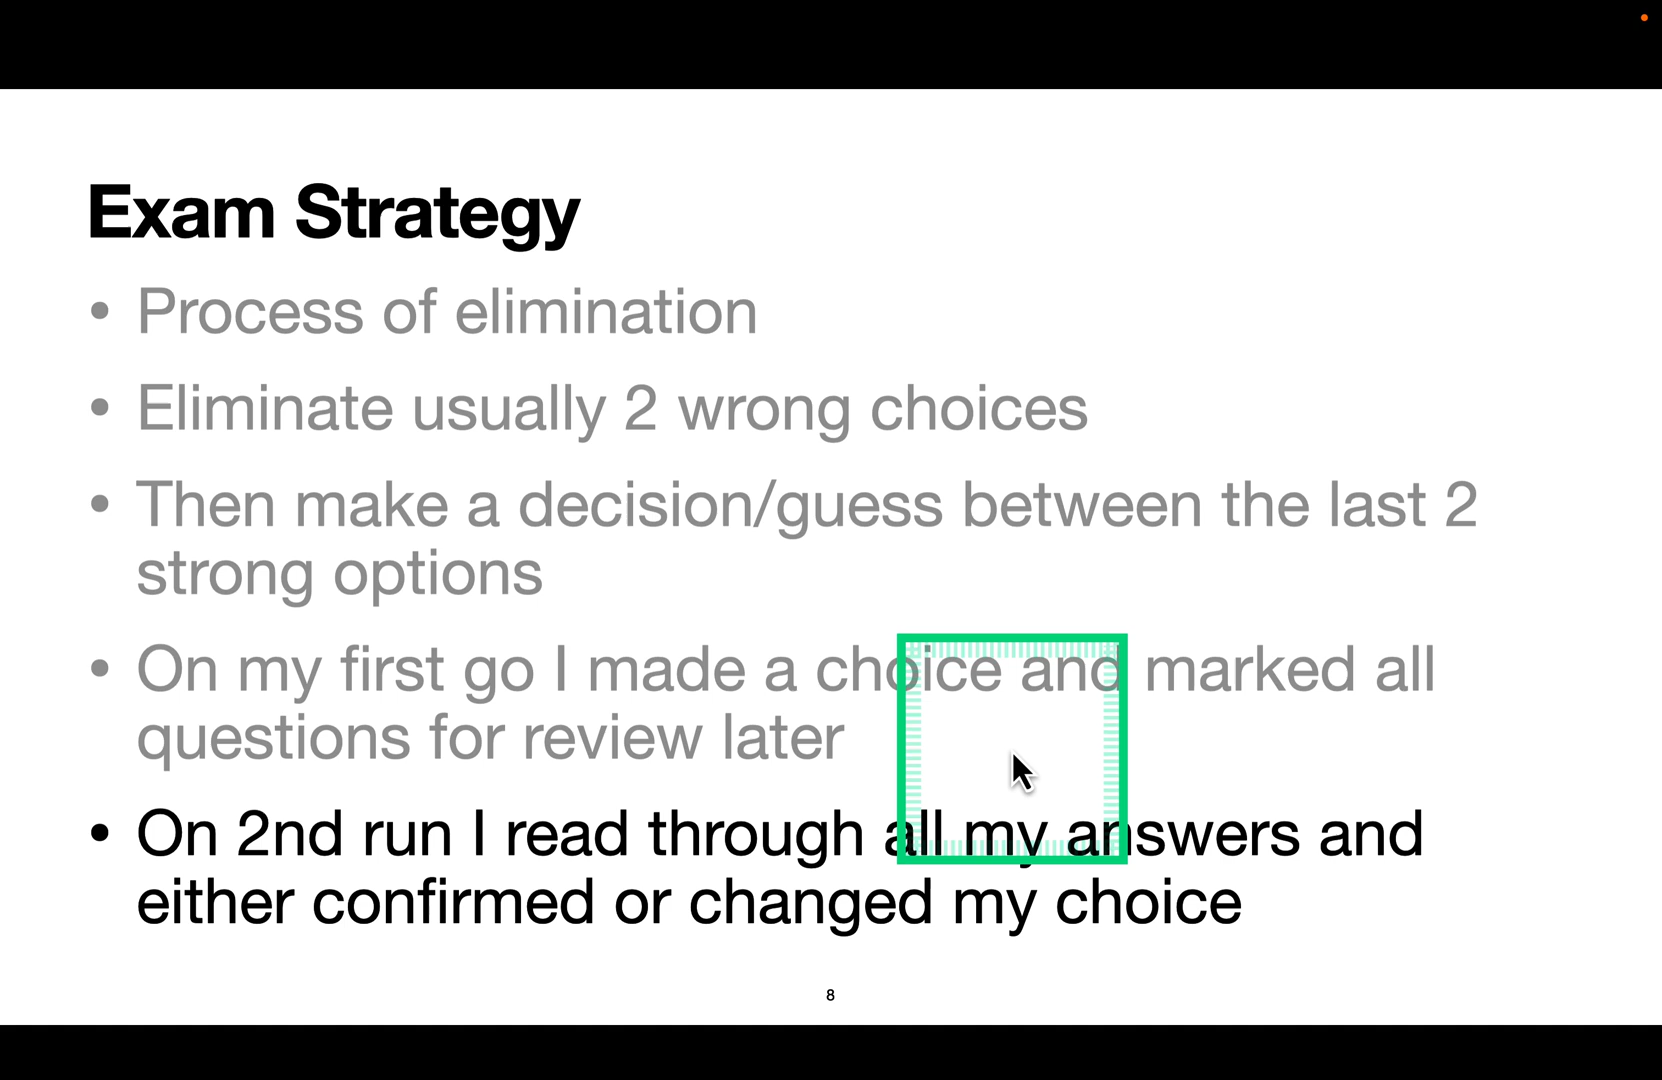 Exam Strategy
• Process of elimination
• Eliminate usually 2 wrong choices
• Then make a decision/guess between the last 2
strong options
• On my first go I made a choice and marked all
questions for review later
• On 2nd run I read through all my answers and
either confirmed or changed my choice
8